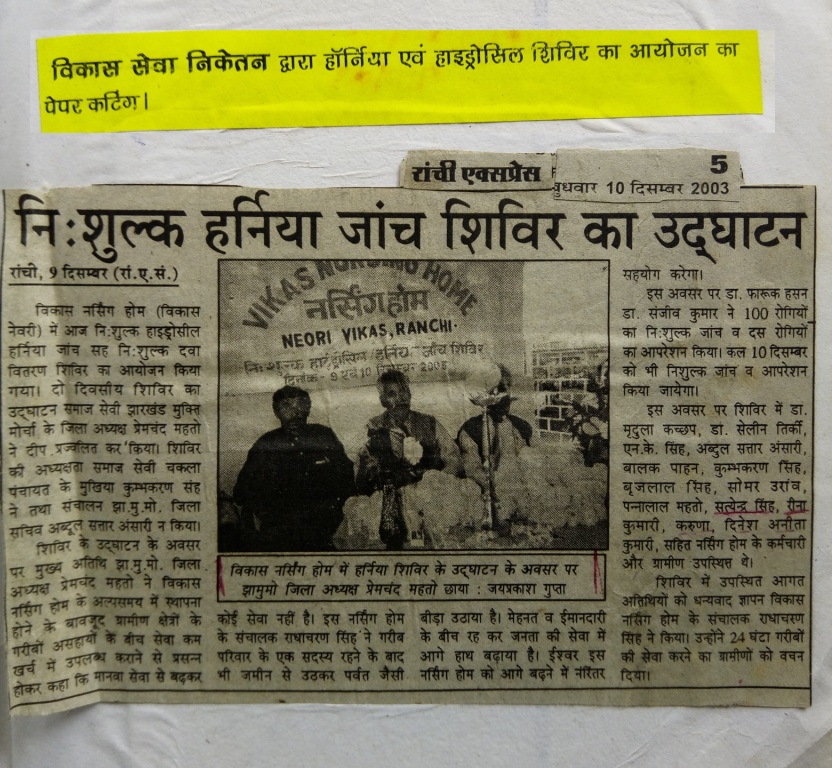 विकास सेवा निकेतन द्वारा हॉर्निया एवं हाइड्रोसिल शिविर का आयोजन का
पेपर कटिंग।
रांची एक्सप्रेस
5
बुधवार 10 दिसम्बर 2003
निःशुल्क हर्निया जांच शिविर का उद्घाटन
रांची, 9 दिसम्बर (रां.ए.सं.)
विकास नर्सिंग होम (विकास
नेवरी) में आज निःशुल्क हाइड्रोसील
हर्निया जांच सह निःशुल्क दवा
वितरण शिविर का आयोजन किया
गया। दो दिवसीय शिविर का
उद्घाटन समाज सेवी झारखंड मुक्ति
मोर्चा के जिला अध्यक्ष प्रेमचंद महतो
ने दीप प्रज्वलित कर किया। शिविर
की अध्यक्षता समाज सेवी चकला
पंचायत के मुखिया कुम्भकरण संह
ने तथा संचालन झा.मु.मो. जिला
सचिव अब्दूल सत्तार अंसारी न किया।
शिविर के उद्घाटन के अवसर
पर मुख्य अतिथि झा.मु.मो. जिला
अध्यक्ष प्रेमचंद महतो ने विकास
नर्सिंग होम के अल्पसमय में स्थापना
होने के बावजूद ग्रामीण क्षेत्रों के
गरीबों असहायों के बीच सेवा कम
खर्च में उपलब्ध कराने से प्रसन्न
होकर कहा कि मानवा सेवा से बढ़कर
VIKAS NURSING HOME
नर्सिंग होम
NEORI VIKAS, RANCHI.
निःशुल्क हाईड्रोसिल हर्निया जाँच शिविर
दिनांक - 9 एवं 10 दिसम्बर 2003
विकास नर्सिंग होम में हर्निया शिविर के उद्घाटन के अवसर पर
झामुमो जिला अध्यक्ष प्रेमचंद महतो छाया : जयप्रकाश गुप्ता
कोई सेवा नहीं है। इस नर्सिंग होम
के संचालक राधाचरण सिंह ने गरीब
परिवार के एक सदस्य रहने के बाद
भी जमीन से उठकर पर्वत जैसी
बीड़ा उठाया है। मेहनत व ईमानदारी
के बीच रह कर जनता की सेवा में
आगे हाथ बढ़ाया है। ईश्वर इस
नर्सिंग होम को आगे बढ़ने में निरंतर
सहयोग करेगा।
इस अवसर पर डा. फारूक हसन
डा. संजीव कुमार ने 100 रोगियों
का निःशुल्क जांच व दस रोगियों
का आपरेशन किया। कल 10 दिसम्बर
को भी निशुल्क जांच व आपरेशन
किया जायेगा।
इस अवसर पर शिविर में डा.
मृदुला कच्छप, डा. सेलीन तिर्की,
एन.के. सिंह, अब्दुल सत्तार अंसारी,
बालक पाहन, कुम्भकरण सिंह,
बृजलाल सिंह, सोमर उरांव,
पन्नालाल महतो, सत्येन्द्र सिंह, रीना
कुमारी, करुणा, दिनेश अनीता
कुमारी, सहित नर्सिंग होम के कर्मचारी
और ग्रामीण उपस्थित थे।
शिविर में उपस्थित आगत
अतिथियों को धन्यवाद ज्ञापन विकास
नर्सिंग होम के संचालक राधाचरण
सिंह ने किया। उन्होंने 24 घंटा गरीबों
की सेवा करने का ग्रामीणों को वचन
दिया।